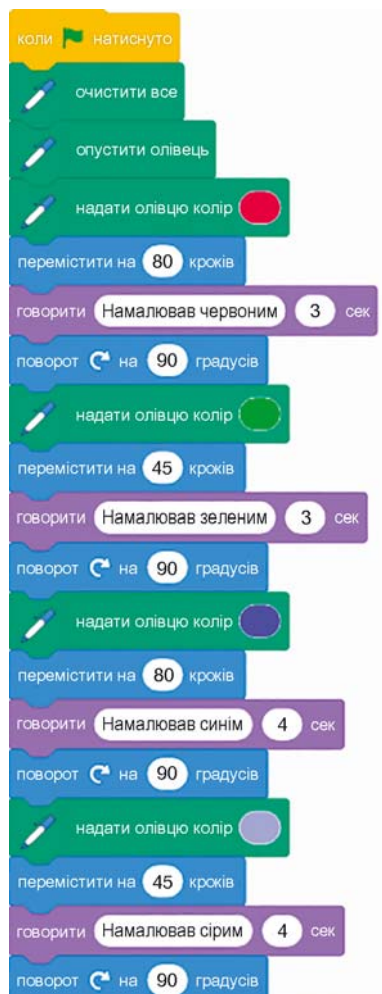 коли натиснуто
очистити все
опустити олівець
надати олівцю колір
перемістити на 80 кроків
говорити Намалював червоним 3 сек
поворот на 90 градусів
надати олівцю колір
перемістити на 45 кроків
говорити Намалював зеленим 3 сек
поворот на 90 градусів
надати олівцю колір
перемістити на 80 кроків
говорити Намалював синім 4 сек
поворот на 90 градусів
надати олівцю колір
перемістити на 45 кроків
говорити Намалював сірим 4 сек
поворот на 90 градусів